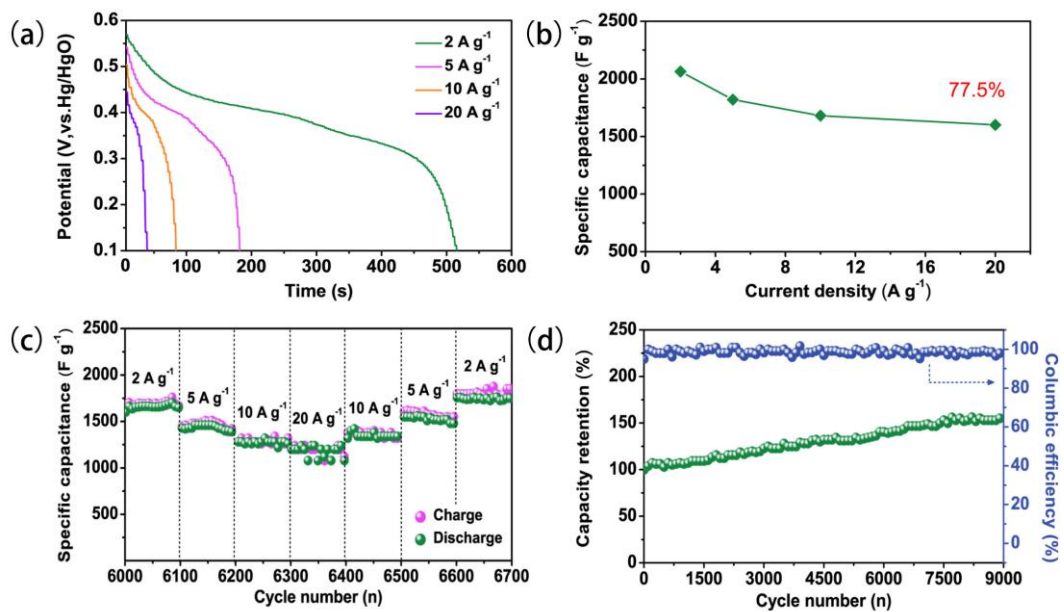 (a)
Potential (V,vs.Hg/HgO)
0.6
0.5
0.4
0.3
0.2
0.1
2 A g⁻¹
5 A g⁻¹
10 A g⁻¹
20 A g⁻¹
0 100 200 300 400 500 600
Time (s)
(b)
Specific capacitance (F g⁻¹)
2500
2000
1500
1000
500
77.5%
0 4 8 12 16 20
Current density (A g⁻¹)
(c)
Specific capacitance (F g⁻¹)
2500
2000
1500
1000
500
0
2 A g⁻¹
5 A g⁻¹
10 A g⁻¹
20 A g⁻¹
10 A g⁻¹
5 A g⁻¹
2 A g⁻¹
Charge
Discharge
6000 6100 6200 6300 6400 6500 6600 6700
Cycle number (n)
(d)
Capacity retention (%)
250
200
150
100
50
0
100
80
60
40
20
0
Columbic efficiency (%)
0 1500 3000 4500 6000 7500 9000
Cycle number (n)